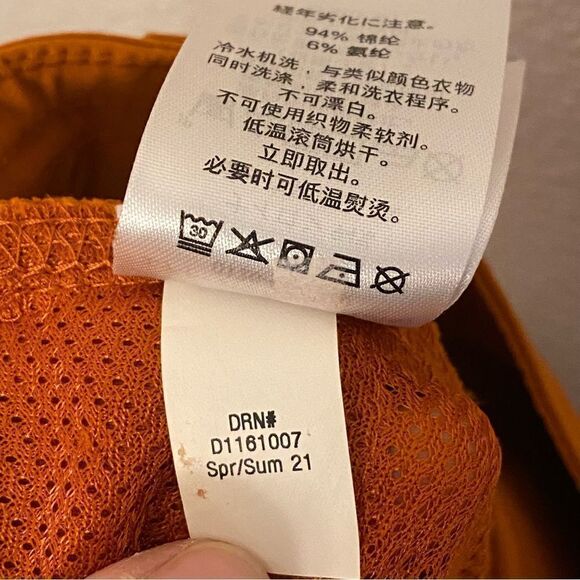 経年劣化に注意。
94% 锦纶
6% 氨纶
冷水机洗，与类似颜色衣物
同时洗涤，柔和洗衣程序。
不可漂白。
不可使用织物柔软剂。
低温滚筒烘干。
立即取出。
必要时可低温熨烫。
30
DRN#
D1161007
Spr/Sum 21